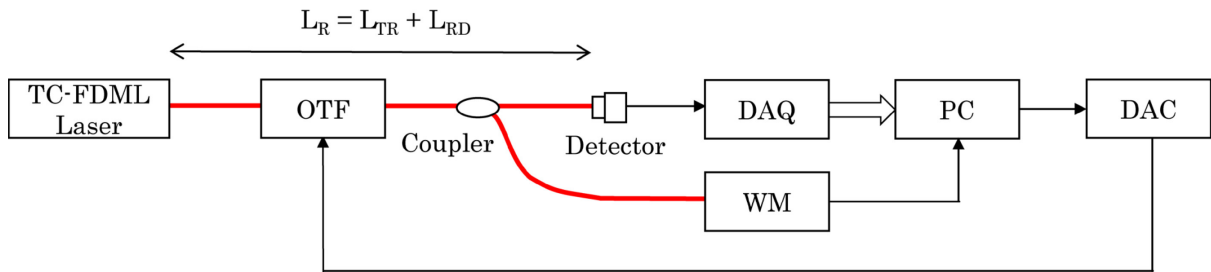 L_R = L_TR + L_RD
TC-FDML
Laser
OTF
Coupler
Detector
DAQ
PC
DAC
WM